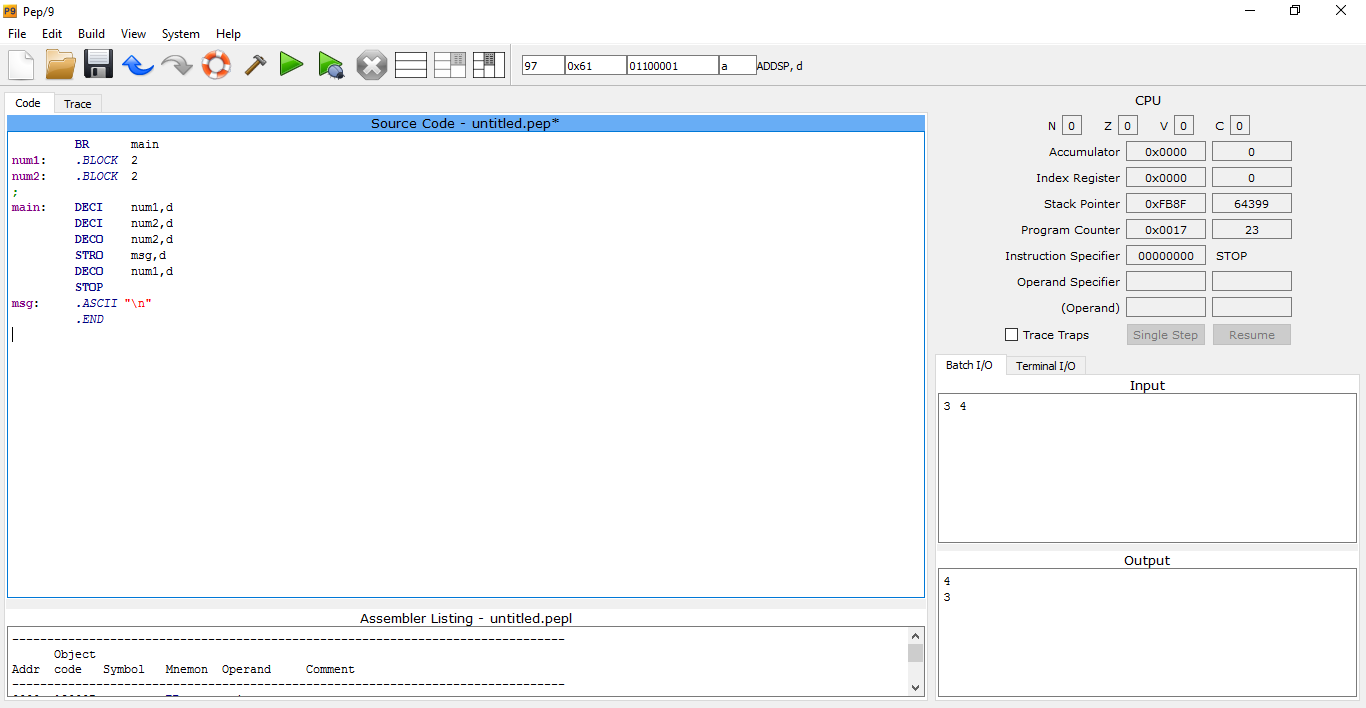 P9 Pep/9
File Edit Build View System Help
97 0x61 01100001 a ADDSP, d
Code Trace
Source Code - untitled.pep*
BR main
num1: .BLOCK 2
num2: .BLOCK 2
;
main: DECI num1,d
DECI num2,d
DECO num2,d
STRO msg,d
DECO num1,d
STOP
msg: .ASCII "\n"
.END
Assembler Listing - untitled.pepl
-------------------------------------------------------------------------------
Object
Addr code Symbol Mnemon Operand Comment
-------------------------------------------------------------------------------
CPU
N 0 Z 0 V 0 C 0
Accumulator 0x0000 0
Index Register 0x0000 0
Stack Pointer 0xFB8F 64399
Program Counter 0x0017 23
Instruction Specifier 00000000 STOP
Operand Specifier
(Operand)
Trace Traps Single Step Resume
Batch I/O Terminal I/O
Input
3 4
Output
4
3